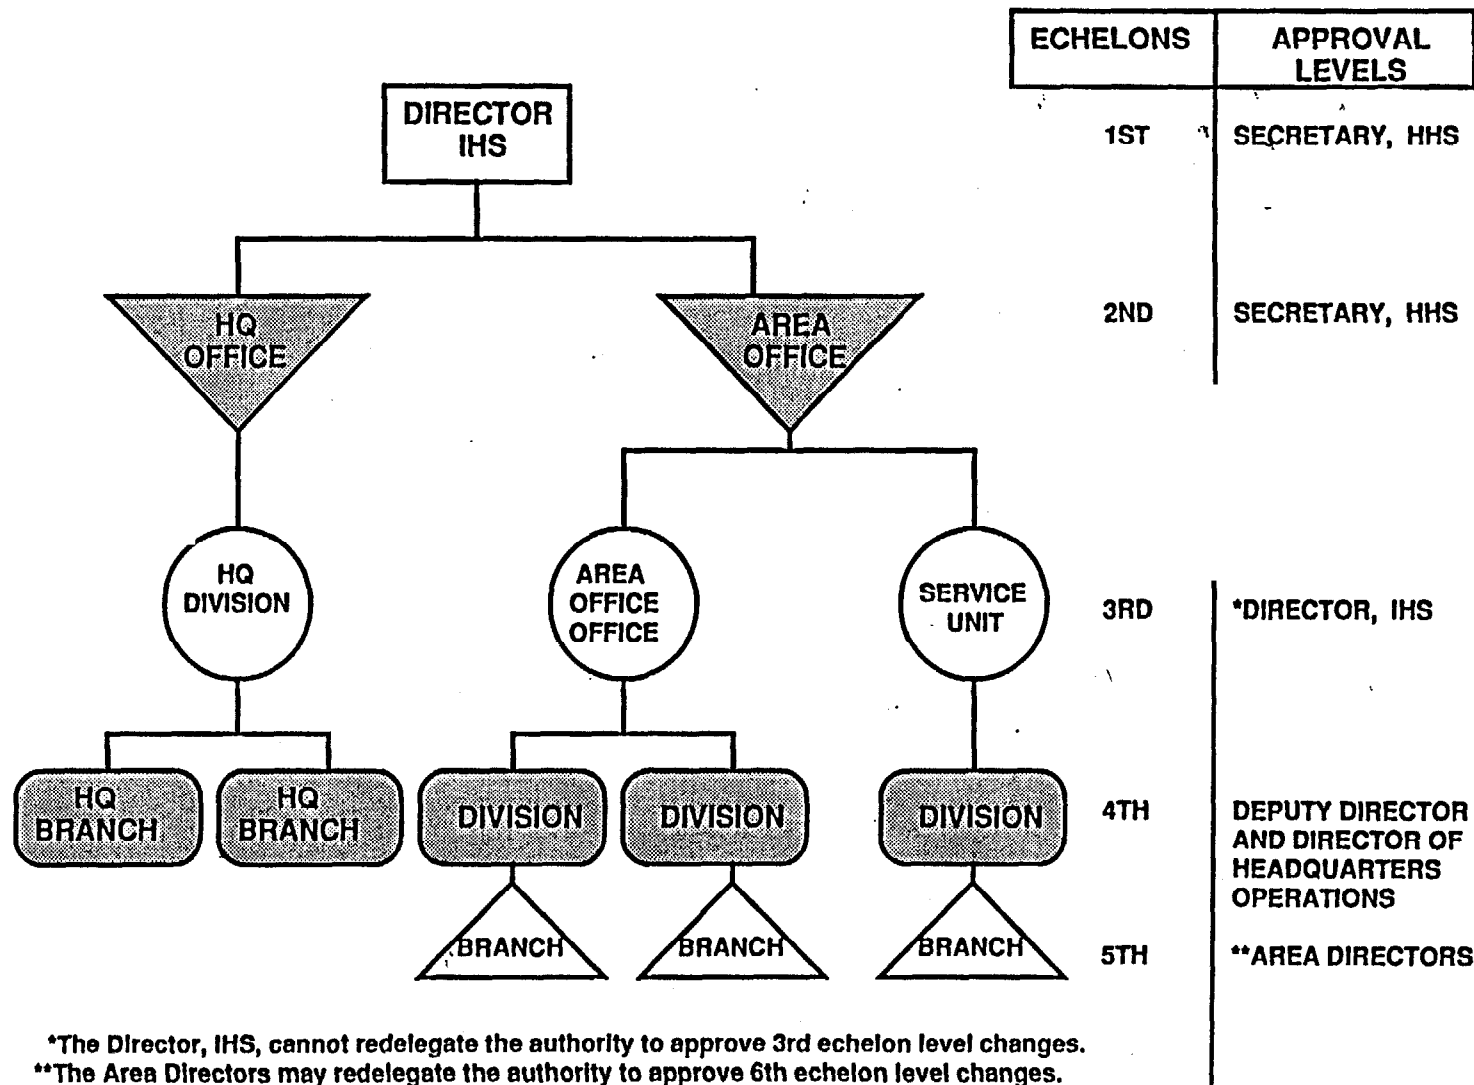 ECHELONS
APPROVAL
LEVELS
DIRECTOR
IHS
1ST
SECRETARY, HHS
HQ
OFFICE
AREA
OFFICE
2ND
SECRETARY, HHS
HQ
DIVISION
AREA
OFFICE
OFFICE
SERVICE
UNIT
3RD
*DIRECTOR, IHS
HQ
BRANCH
HQ
BRANCH
DIVISION
DIVISION
DIVISION
4TH
DEPUTY DIRECTOR
AND DIRECTOR OF
HEADQUARTERS
OPERATIONS
BRANCH
BRANCH
BRANCH
5TH
**AREA DIRECTORS
*The Director, IHS, cannot redelegate the authority to approve 3rd echelon level changes.
**The Area Directors may redelegate the authority to approve 6th echelon level changes.